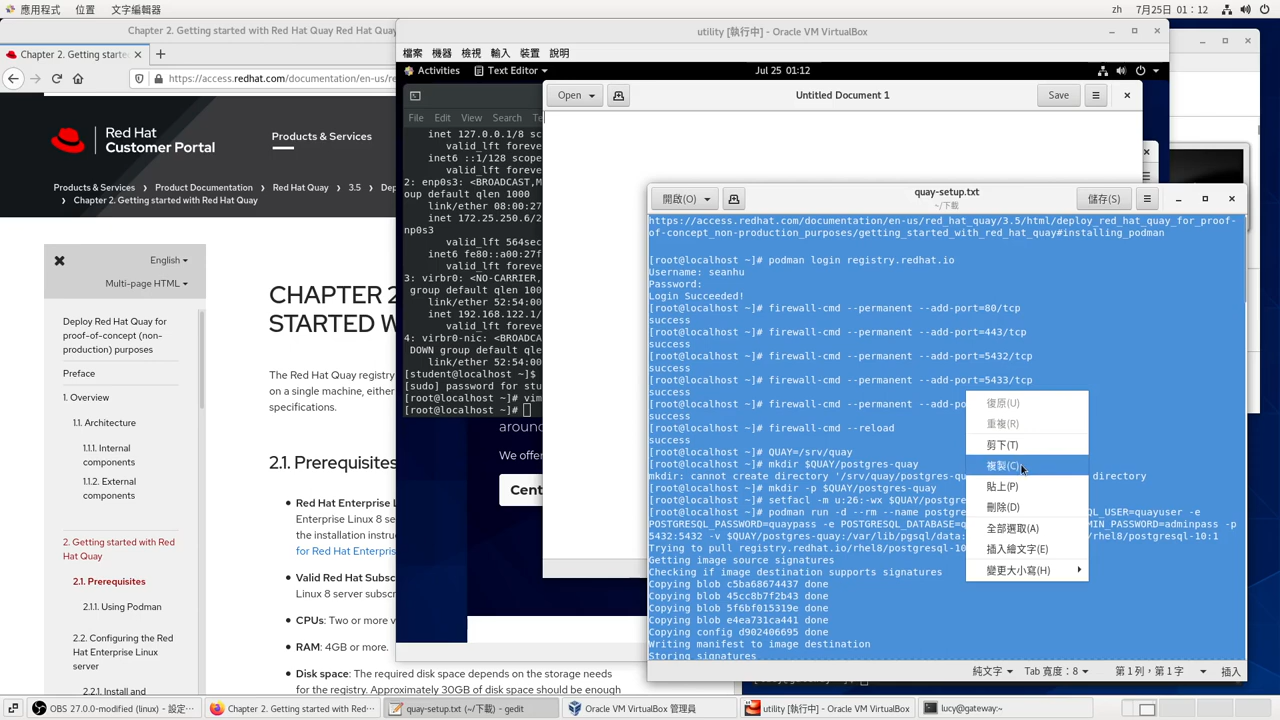 應用程式 位置 文字編輯器
zh 7月25日 01：12
Chapter 2. Getting started with Red Hat Quay Red Hat Quay
utility [執行中] - Oracle VM VirtualBox
Chapter 2. Getting starte
檔案 機器 檢視 輸入 裝置 說明
https://access.redhat.com/documentation/en-us/re
Activities Text Editor Jul 25 01:12
Open Untitled Document 1 Save
Red Hat
Customer Portal
Products & Services
Products & Services Product Documentation Red Hat Quay 3.5
Chapter 2. Getting started with Red Hat Quay
File Edit View Search
inet 127.0.0.1/8 sc
valid_lft foreve
inet6 ::1/128 scope
valid_lft foreve
2: enp0s3: <BROADCAST,M
oup default qlen 1000
link/ether 08:00:27
inet 172.25.250.6/2
np0s3
valid_lft 564sec
inet6 fe80::a00:27f
valid_lft foreve
3: virbr0: <NO-CARRIER,
group default qlen 100
link/ether 52:54:00
inet 192.168.122.1/
valid_lft foreve
4: virbr0-nic: <BROADCA
DOWN group default qle
link/ether 52:54:00
[student@localhost ~]$
[sudo] password for stu
[root@localhost ~]# vim
[root@localhost ~]#
around
We offe
Cent
English
Multi-page HTML
Deploy Red Hat Quay for
proof-of-concept (non-
production) purposes
Preface
1. Overview
1.1. Architecture
1.1.1. Internal
components
1.1.2. External
components
2. Getting started with Red
Hat Quay
2.1. Prerequisites
2.1.1. Using Podman
2.2. Configuring the Red
Hat Enterprise Linux
server
2.2.1. Install and
CHAPTER 2
STARTED W
The Red Hat Quay registry
on a single machine, either
specifications.
2.1. Prerequisites
Red Hat Enterprise L
Enterprise Linux 8 ser
the installation instruc
for Red Hat Enterpris
Valid Red Hat Subsc
Linux 8 server subscri
CPUs: Two or more v
RAM: 4GB or more.
Disk space: The required disk space depends on the storage needs
for the registry. Approximately 30GB of disk space should be enough
開啟(O) quay-setup.txt 儲存(S)
~/下載
https://access.redhat.com/documentation/en-us/red_hat_quay/3.5/html/deploy_red_hat_quay_for_proof-
of-concept_non-production_purposes/getting_started_with_red_hat_quay#installing_podman
[root@localhost ~]# podman login registry.redhat.io
Username: seanhu
Password:
Login Succeeded!
[root@localhost ~]# firewall-cmd --permanent --add-port=80/tcp
success
[root@localhost ~]# firewall-cmd --permanent --add-port=443/tcp
success
[root@localhost ~]# firewall-cmd --permanent --add-port=5432/tcp
success
[root@localhost ~]# firewall-cmd --permanent --add-port=5433/tcp
success
[root@localhost ~]# firewall-cmd --permanent --add-po
success
[root@localhost ~]# firewall-cmd --reload
success
[root@localhost ~]# QUAY=/srv/quay
[root@localhost ~]# mkdir $QUAY/postgres-quay
mkdir: cannot create directory '/srv/quay/postgres-q directory
[root@localhost ~]# mkdir -p $QUAY/postgres-quay
[root@localhost ~]# setfacl -m u:26:-wx $QUAY/postgre
[root@localhost ~]# podman run -d --rm --name postgre QL_USER=quayuser -e
POSTGRESQL_PASSWORD=quaypass -e POSTGRESQL_DATABASE=q MIN_PASSWORD=adminpass -p
5432:5432 -v $QUAY/postgres-quay:/var/lib/pgsql/data: /rhel8/postgresql-10:1
Trying to pull registry.redhat.io/rhel8/postgresql-10
Getting image source signatures
Checking if image destination supports signatures
Copying blob c5ba68674437 done
Copying blob 45cc8b7f2b43 done
Copying blob 5f6bf015319e done
Copying blob e4ea731ca441 done
Copying config d902406695 done
Writing manifest to image destination
Storing signatures
復原(U)
重複(R)
剪下(T)
複製(C)
貼上(P)
刪除(D)
全部選取(A)
插入繪文字(E)
變更大小寫(H)
純文字 Tab 寬度：8 第 1 列，第 1 字 插入
OBS 27.0.0-modified (linux) - 設定…
Chapter 2. Getting started with Red…
quay-setup.txt (~/下載) - gedit
Oracle VM VirtualBox 管理員
utility [執行中] - Oracle VM VirtualBox
lucy@gateway:~